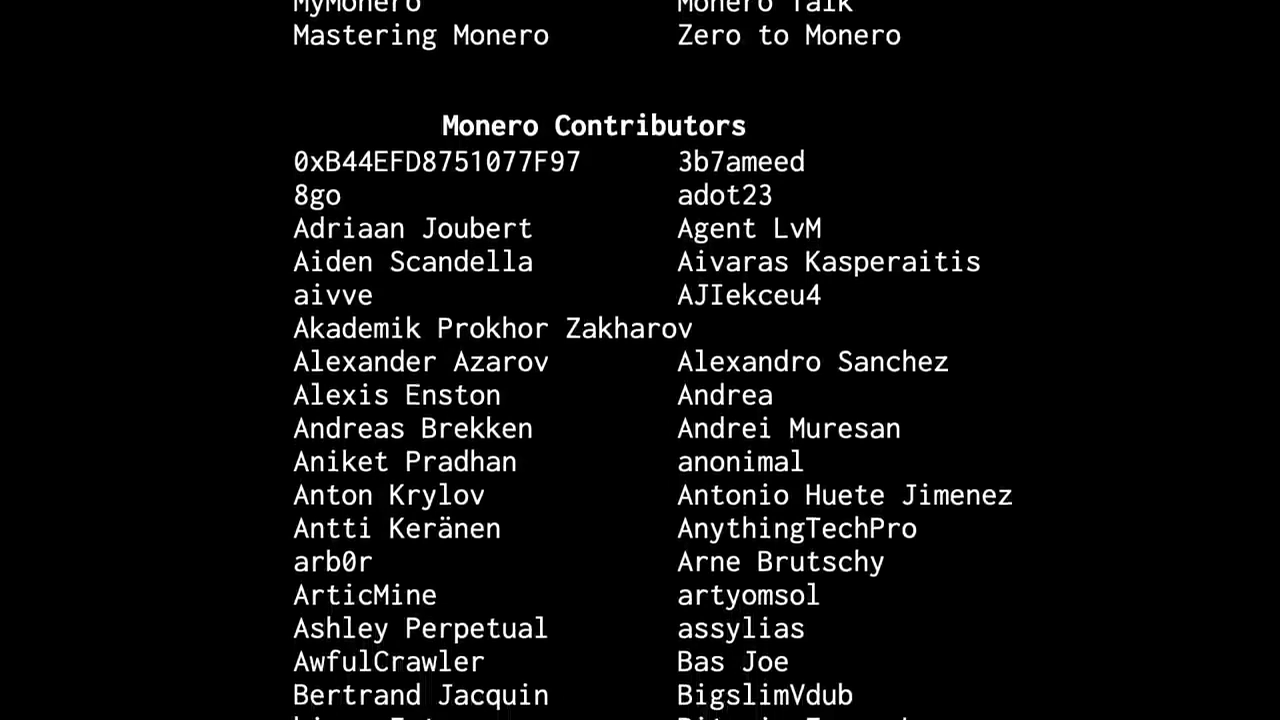 MyMonero Monero Talk
Mastering Monero Zero to Monero
Monero Contributors
0xB44EFD8751077F97 3b7ameed
8go adot23
Adriaan Joubert Agent LvM
Aiden Scandella Aivaras Kasperaitis
aivve AJIekceu4
Akademik Prokhor Zakharov
Alexander Azarov Alexandro Sanchez
Alexis Enston Andrea
Andreas Brekken Andrei Muresan
Aniket Pradhan anonimal
Anton Krylov Antonio Huete Jimenez
Antti Keränen AnythingTechPro
arb0r Arne Brutschy
ArticMine artyomsol
Ashley Perpetual assylias
AwfulCrawler Bas Joe
Bertrand Jacquin BigslimVdub